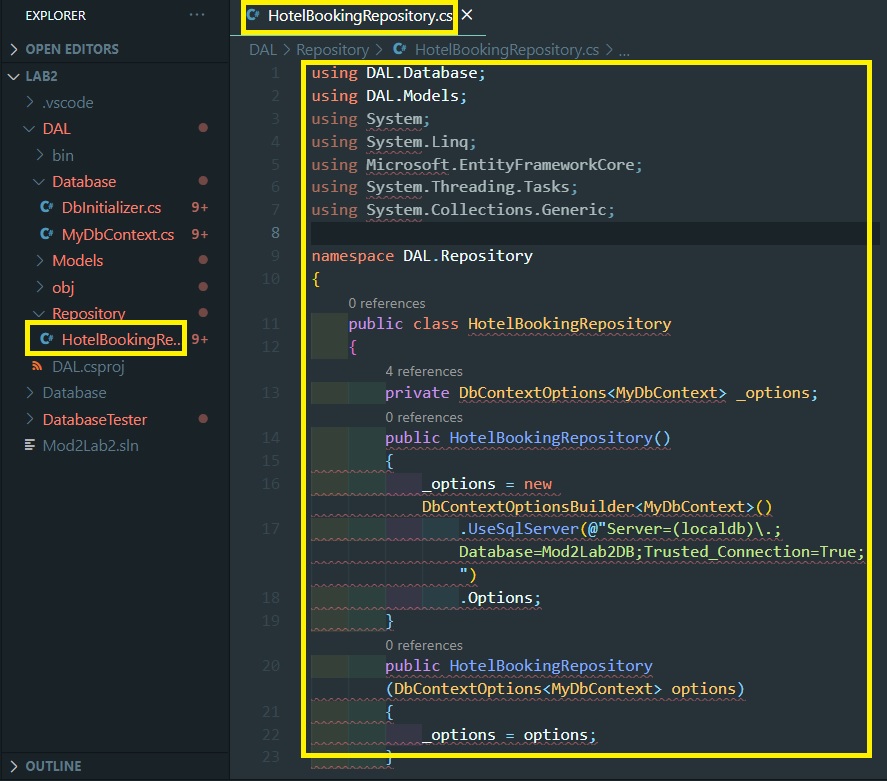 EXPLORER
OPEN EDITORS
LAB2
.vscode
DAL
bin
Database
DbInitializer.cs 9+
MyDbContext.cs 9+
Models
obj
Repository
HotelBookingRe... 9+
DAL.csproj
Database
DatabaseTester
Mod2Lab2.sln
OUTLINE
HotelBookingRepository.cs
DAL > Repository > HotelBookingRepository.cs > ...
1 using DAL.Database;
2 using DAL.Models;
3 using System;
4 using System.Linq;
5 using Microsoft.EntityFrameworkCore;
6 using System.Threading.Tasks;
7 using System.Collections.Generic;
8
9 namespace DAL.Repository
10 {
0 references
11 public class HotelBookingRepository
12 {
4 references
13 private DbContextOptions<MyDbContext> _options;
0 references
14 public HotelBookingRepository()
15 {
16 _options = new
DbContextOptionsBuilder<MyDbContext>()
17 .UseSqlServer(@"Server=(localdb)\.;
Database=Mod2Lab2DB;Trusted_Connection=True;
")
18 .Options;
19 }
0 references
20 public HotelBookingRepository
(DbContextOptions<MyDbContext> options)
21 {
22 _options = options;
23 }